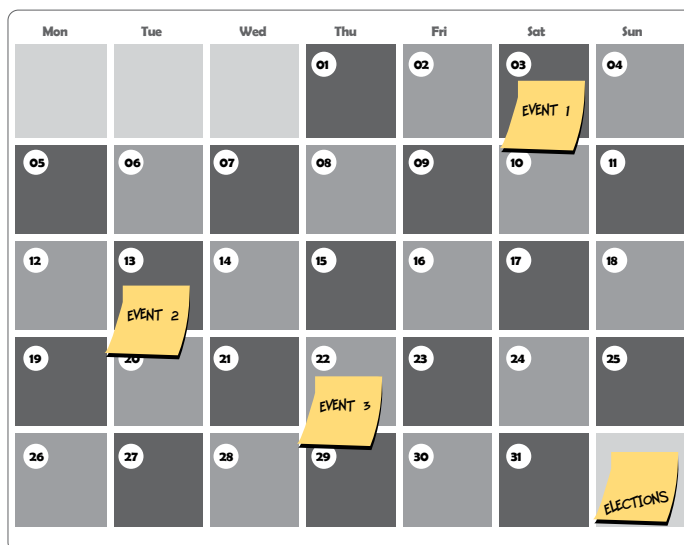 Mon Tue Wed Thu Fri Sat Sun
01 02 03 04
EVENT 1
05 06 07 08 09 10 11
12 13 14 15 16 17 18
EVENT 2
19 20 21 22 23 24 25
EVENT 3
26 27 28 29 30 31
ELECTIONS